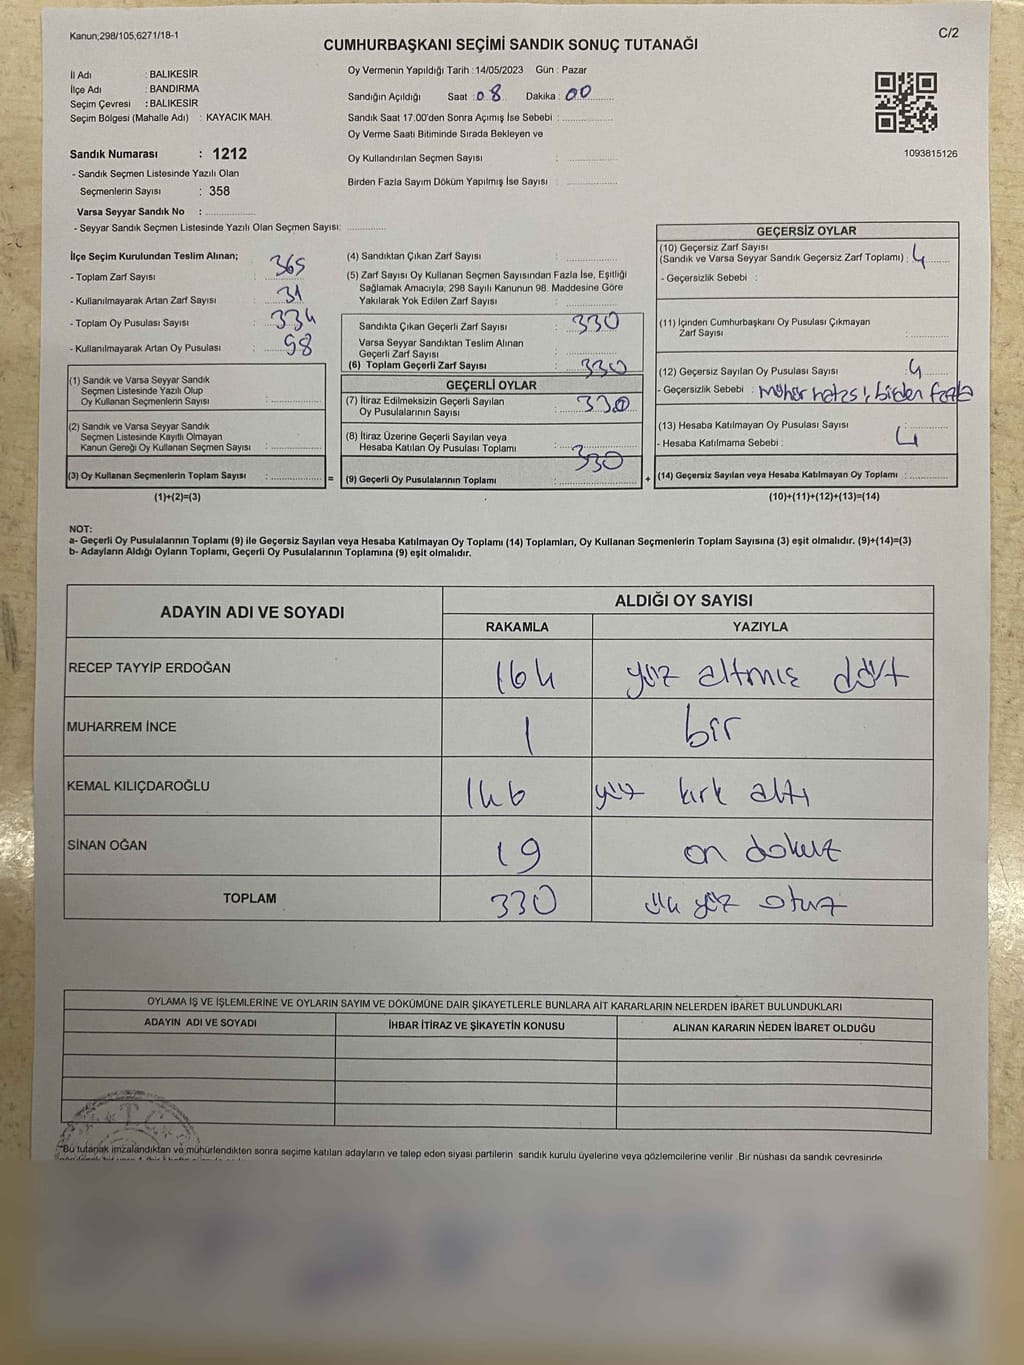 Kanun;298/105,6271/18-1
C/2
CUMHURBAŞKANI SEÇİMİ SANDIK SONUÇ TUTANAĞI
İl Adı : BALIKESİR
İlçe Adı : BANDIRMA
Seçim Çevresi : BALIKESİR
Seçim Bölgesi (Mahalle Adı) : KAYACIK MAH.
Sandık Numarası : 1212
- Sandık Seçmen Listesinde Yazılı Olan
Seçmenlerin Sayısı : 358
Varsa Seyyar Sandık No :
- Seyyar Sandık Seçmen Listesinde Yazılı Olan Seçmen Sayısı:
Oy Vermenin Yapıldığı Tarih :14/05/2023 Gün : Pazar
Sandığın Açıldığı Saat : 08 Dakika : 00
Sandık Saat 17.00'den Sonra Açımış İse Sebebi :
Oy Verme Saati Bitiminde Sırada Bekleyen ve
Oy Kullandırılan Seçmen Sayısı :
Birden Fazla Sayım Döküm Yapılmış İse Sayısı :
1093815126
İlçe Seçim Kurulundan Teslim Alınan;
- Toplam Zarf Sayısı : 365
- Kullanılmayarak Artan Zarf Sayısı : 31
- Toplam Oy Pusulası Sayısı : 334
- Kullanılmayarak Artan Oy Pusulası : 98
(1) Sandık ve Varsa Seyyar Sandık
Seçmen Listesinde Yazılı Olup
Oy Kullanan Seçmenlerin Sayısı :
(2) Sandık ve Varsa Seyyar Sandık
Seçmen Listesinde Kayıtlı Olmayan
Kanun Gereği Oy Kullanan Seçmen Sayısı :
(3) Oy Kullanan Seçmenlerin Toplam Sayısı :
(1)+(2)=(3)
(4) Sandıktan Çıkan Zarf Sayısı :
(5) Zarf Sayısı Oy Kullanan Seçmen Sayısından Fazla İse, Eşitliği
Sağlamak Amacıyla, 298 Sayılı Kanunun 98. Maddesine Göre
Yakılarak Yok Edilen Zarf Sayısı :
Sandıkta Çıkan Geçerli Zarf Sayısı : 330
Varsa Seyyar Sandıktan Teslim Alınan
Geçerli Zarf Sayısı :
(6) Toplam Geçerli Zarf Sayısı : 330
GEÇERLİ OYLAR
(7) İtiraz Edilmeksizin Geçerli Sayılan
Oy Pusulalarının Sayısı : 330
(8) İtiraz Üzerine Geçerli Sayılan veya
Hesaba Katılan Oy Pusulası Toplamı :
(9) Geçerli Oy Pusulalarının Toplamı : 330
=
+
GEÇERSİZ OYLAR
(10) Geçersiz Zarf Sayısı
(Sandık ve Varsa Seyyar Sandık Geçersiz Zarf Toplamı) : 4
- Geçersizlik Sebebi :
(11) İçinden Cumhurbaşkanı Oy Pusulası Çıkmayan
Zarf Sayısı :
(12) Geçersiz Sayılan Oy Pusulası Sayısı : 4
- Geçersizlik Sebebi : mühür hatası, birden fazla
(13) Hesaba Katılmayan Oy Pusulası Sayısı :
- Hesaba Katılmama Sebebi : 4
(14) Geçersiz Sayılan veya Hesaba Katılmayan Oy Toplamı :
(10)+(11)+(12)+(13)=(14)
NOT:
a- Geçerli Oy Pusulalarının Toplamı (9) ile Geçersiz Sayılan veya Hesaba Katılmayan Oy Toplamı (14) Toplamları, Oy Kullanan Seçmenlerin Toplam Sayısına (3) eşit olmalıdır. (9)+(14)=(3)
b- Adayların Aldığı Oyların Toplamı, Geçerli Oy Pusulalarının Toplamına (9) eşit olmalıdır.
ADAYIN ADI VE SOYADI
ALDIĞI OY SAYISI
RAKAMLA YAZIYLA
RECEP TAYYİP ERDOĞAN 164 yüz altmış dört
MUHARREM İNCE 1 bir
KEMAL KILIÇDAROĞLU 146 yüz kırk altı
SİNAN OĞAN 19 on dokuz
TOPLAM 330 üç yüz otuz
OYLAMA İŞ VE İŞLEMLERİNE VE OYLARIN SAYIM VE DÖKÜMÜNE DAİR ŞİKAYETLERLE BUNLARA AİT KARARLARIN NELERDEN İBARET BULUNDUKLARI
ADAYIN ADI VE SOYADI İHBAR İTİRAZ VE ŞİKAYETİN KONUSU ALINAN KARARIN NEDEN İBARET OLDUĞU
T.C.
"Bu tutanak imzalandıktan ve mühürlendikten sonra seçime katılan adayların ve talep eden siyasi partilerin sandık kurulu üyelerine veya gözlemcilerine verilir .Bir nüshası da sandık çevresinde